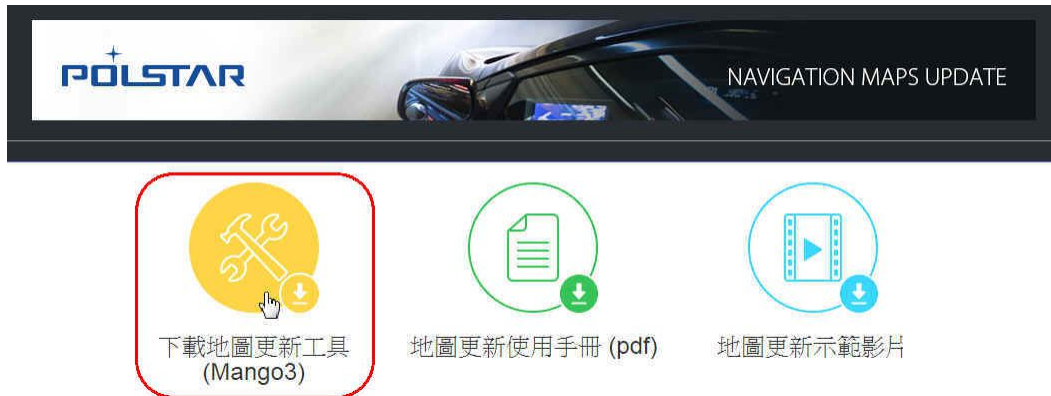 POLSTAR
NAVIGATION MAPS UPDATE
下載地圖更新工具
(Mango3)
地圖更新使用手冊 (pdf)
地圖更新示範影片